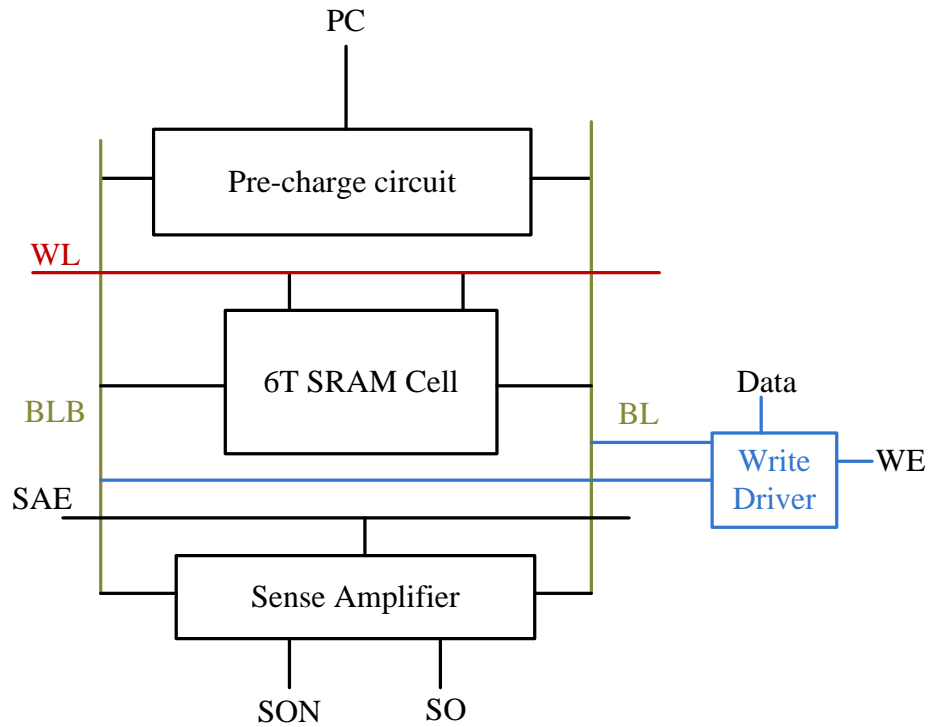 PC
Pre-charge circuit
WL
6T SRAM Cell
Data
BLB
BL
Write
Driver
WE
SAE
Sense Amplifier
SON
SO